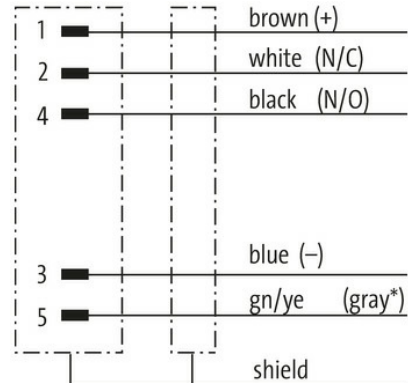 1 brown (+)
2 white (N/C)
4 black (N/O)
3 blue (–)
5 gn/ye (gray*)
shield